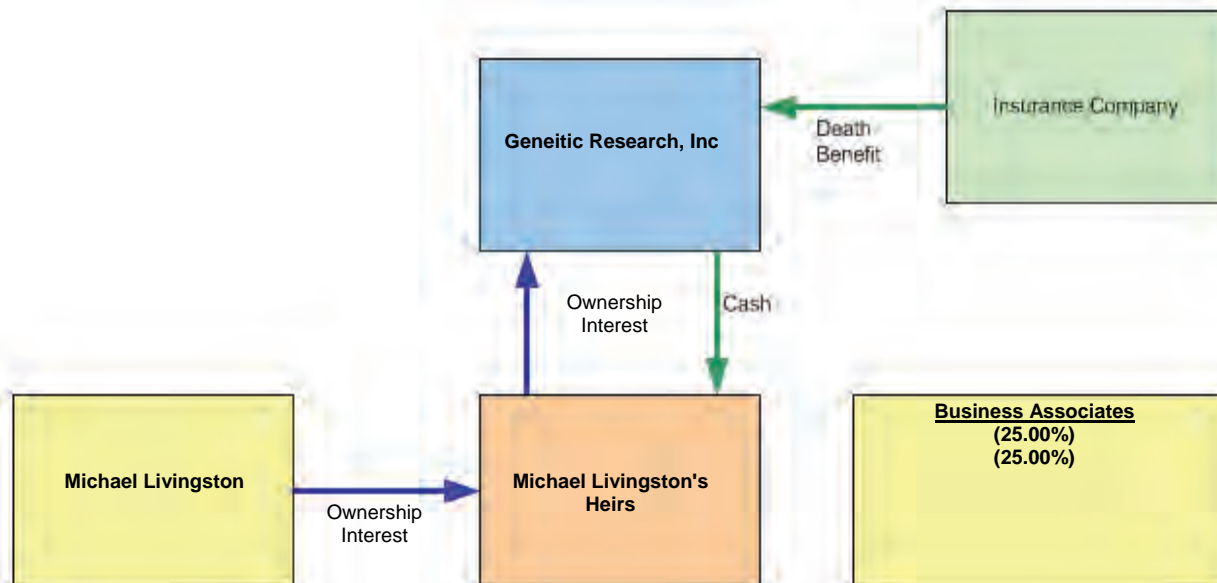 Insurance Company
Geneitic Research, Inc
Death
Benefit
Ownership
Interest
Cash
Business Associates
(25.00%)
(25.00%)
Michael Livingston
Michael Livingston's
Heirs
Ownership
Interest